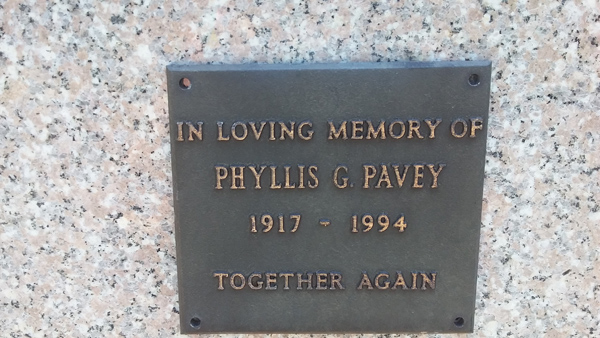 IN LOVING MEMORY OF
PHYLLIS G. PAVEY
1917 - 1994
TOGETHER AGAIN